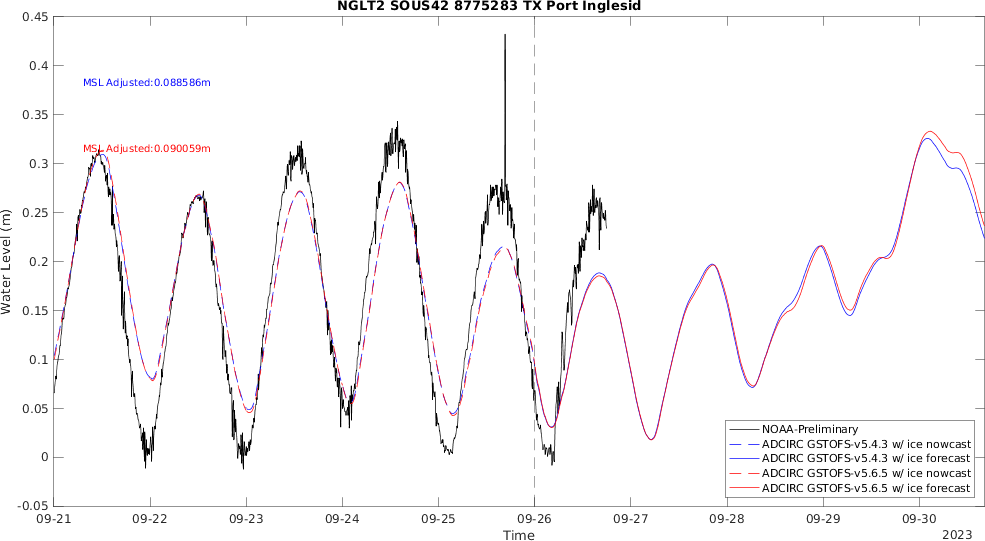 NGLT2 SOUS42 8775283 TX Port Inglesid
0.45
0.4
0.35
0.3
0.25
0.2
0.15
0.1
0.05
0
-0.05
Water Level (m)
MSL Adjusted:0.088586m
MSL Adjusted:0.090059m
NOAA-Preliminary
ADCIRC GSTOFS-v5.4.3 w/ ice nowcast
ADCIRC GSTOFS-v5.4.3 w/ ice forecast
ADCIRC GSTOFS-v5.6.5 w/ ice nowcast
ADCIRC GSTOFS-v5.6.5 w/ ice forecast
09-21 09-22 09-23 09-24 09-25 09-26 09-27 09-28 09-29 09-30
Time
2023